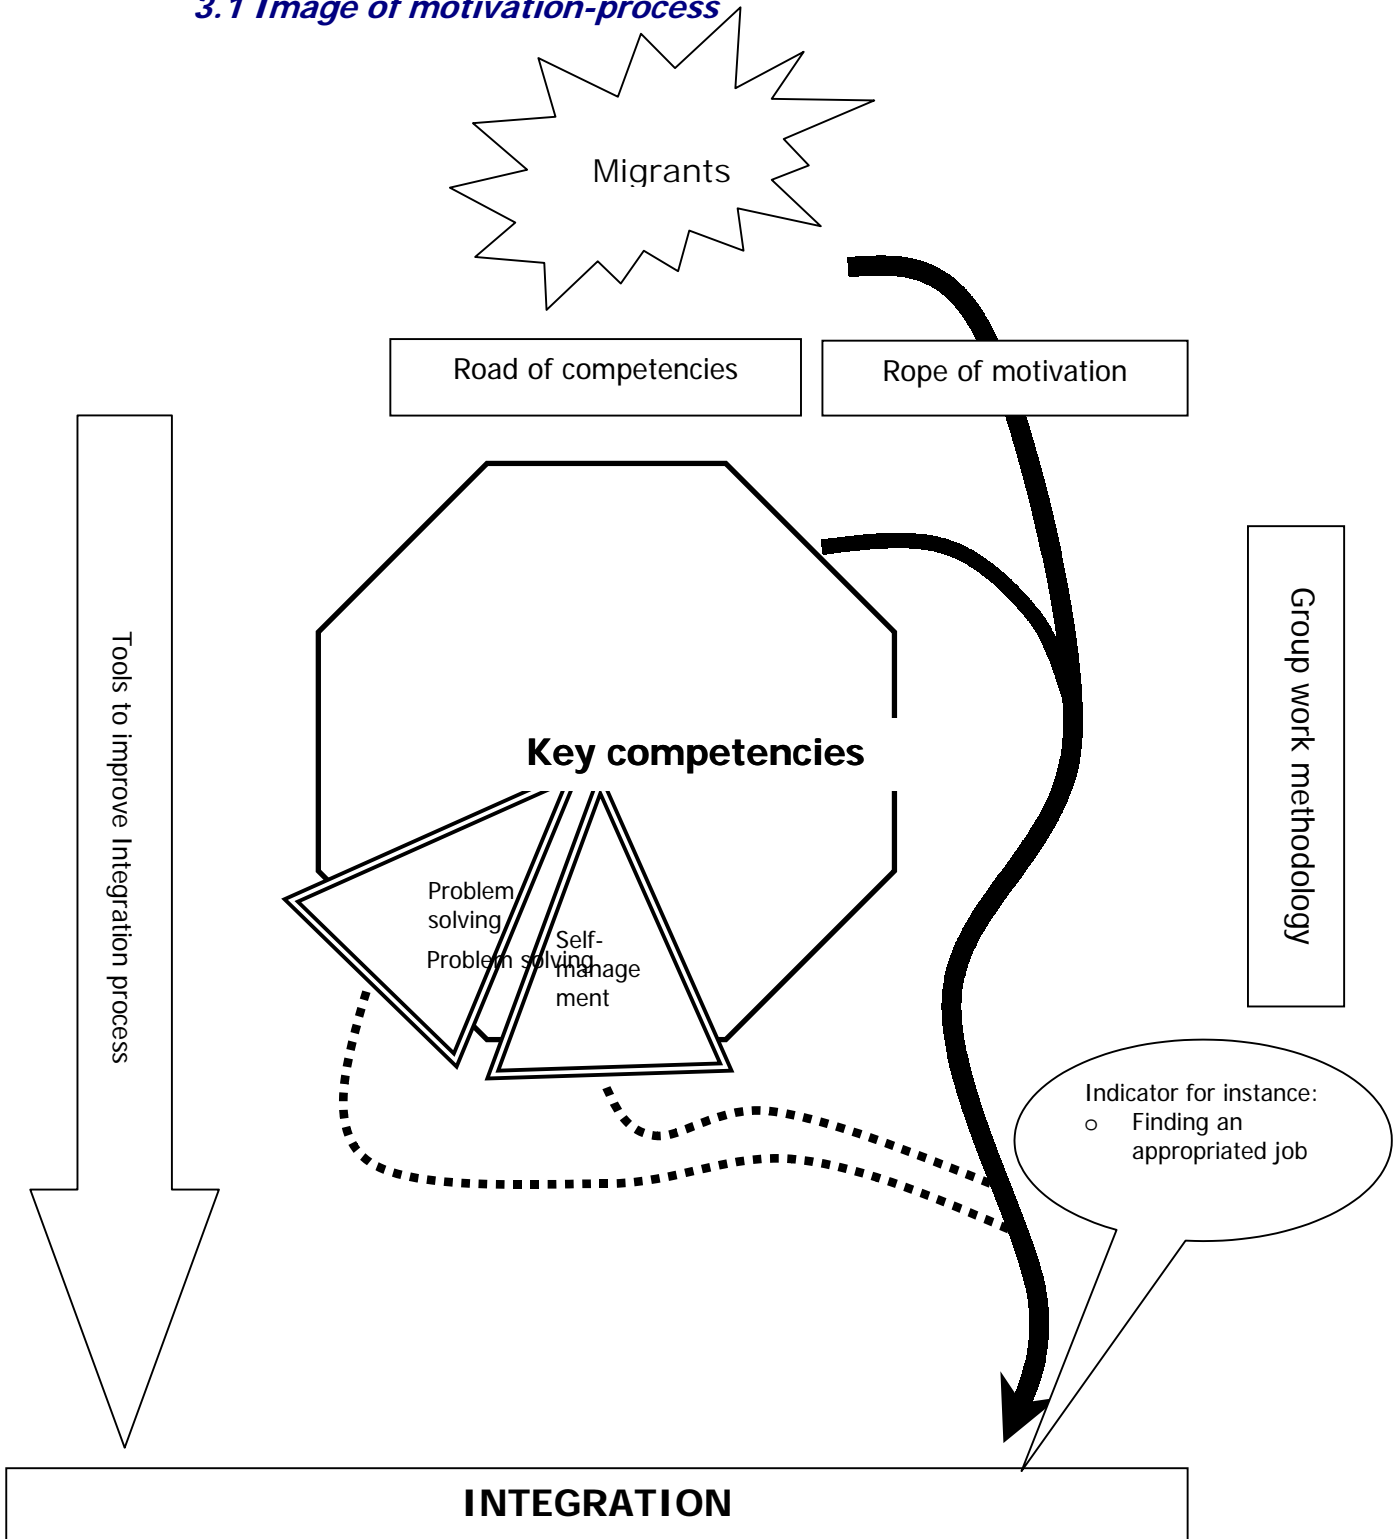 3.1 Image of motivation-process
Migrants
Road of competencies
Rope of motivation
Tools to improve Integration process
Group work methodology
Key competencies
Problem
solving
Problem solving
Self-
manage
ment
Indicator for instance:
o Finding an
appropriated job
INTEGRATION